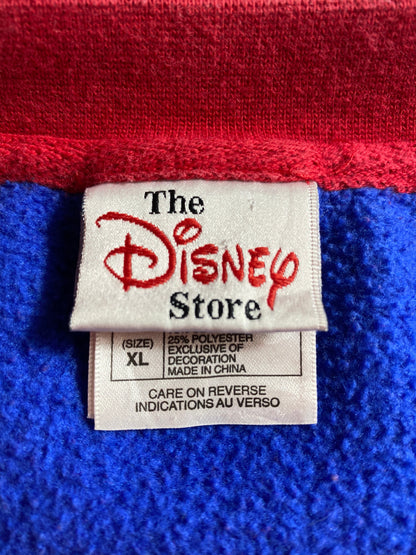 The
Disney
Store
(SIZE)
XL
25% POLYESTER
EXCLUSIVE OF
DECORATION
MADE IN CHINA
CARE ON REVERSE
INDICATIONS AU VERSO